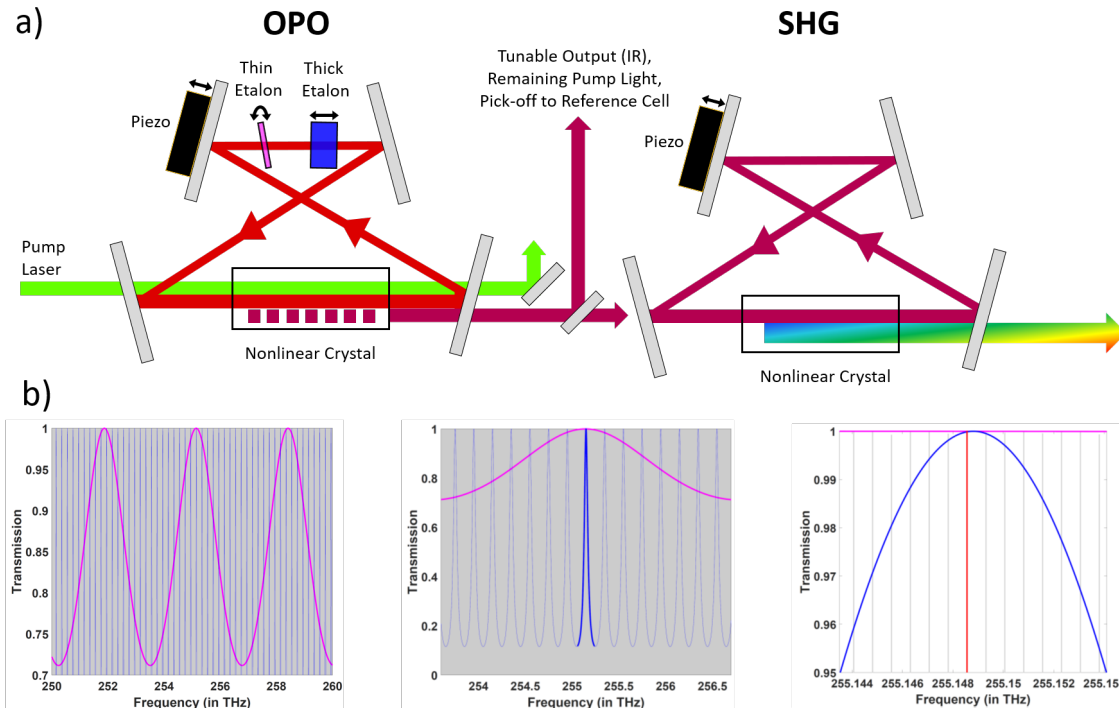 a)
OPO
SHG
Thin
Etalon
Thick
Etalon
Piezo
Tunable Output (IR),
Remaining Pump Light,
Pick-off to Reference Cell
Piezo
Pump
Laser
Nonlinear Crystal
Nonlinear Crystal
b)
1
0.95
0.9
0.85
0.8
0.75
0.7
Transmission
250 252 254 256 258 260
Frequency (in THz)
1
0.8
0.6
0.4
0.2
0
Transmission
254 254.5 255 255.5 256 256.5
Frequency (in THz)
1
0.99
0.98
0.97
0.96
0.95
Transmission
255.144 255.146 255.148 255.15 255.152 255.15
Frequency (in THz)